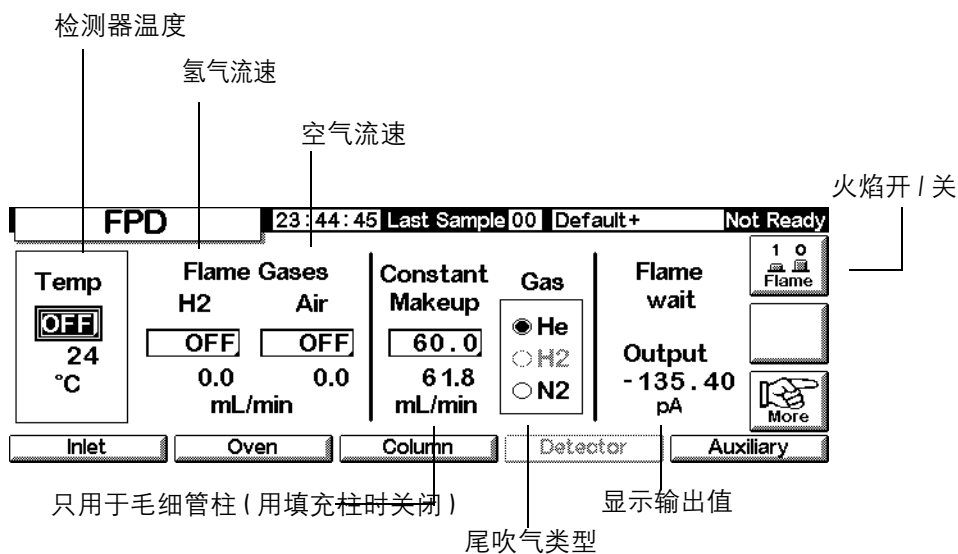 检测器温度
氢气流速
空气流速
火焰开 / 关
FPD 23:44:45 Last Sample 00 Default+ Not Ready
1 0
Flame
Temp Flame Gases Constant Makeup Gas Flame wait
H2 Air
OFF OFF OFF 60.0 He
24 H2 Output
°C 0.0 0.0 61.8 N2 -135.40
mL/min mL/min pA
More
Inlet Oven Column Detector Auxiliary
只用于毛细管柱 ( 用填充柱时关闭 )
显示输出值
尾吹气类型